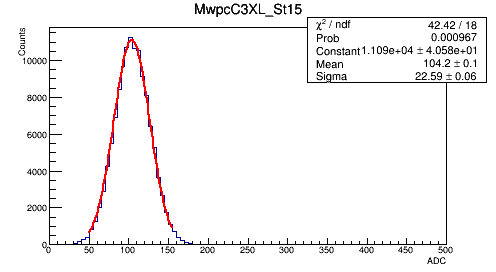 MwpcC3XL_St15
χ² / ndf 42.42 / 18
Prob 0.000967
Constant 1.109e+04 ± 4.058e+01
Mean 104.2 ± 0.1
Sigma 22.59 ± 0.06
Counts
10000
8000
6000
4000
2000
0
0 50 100 150 200 250 300 350 400 450 500
ADC